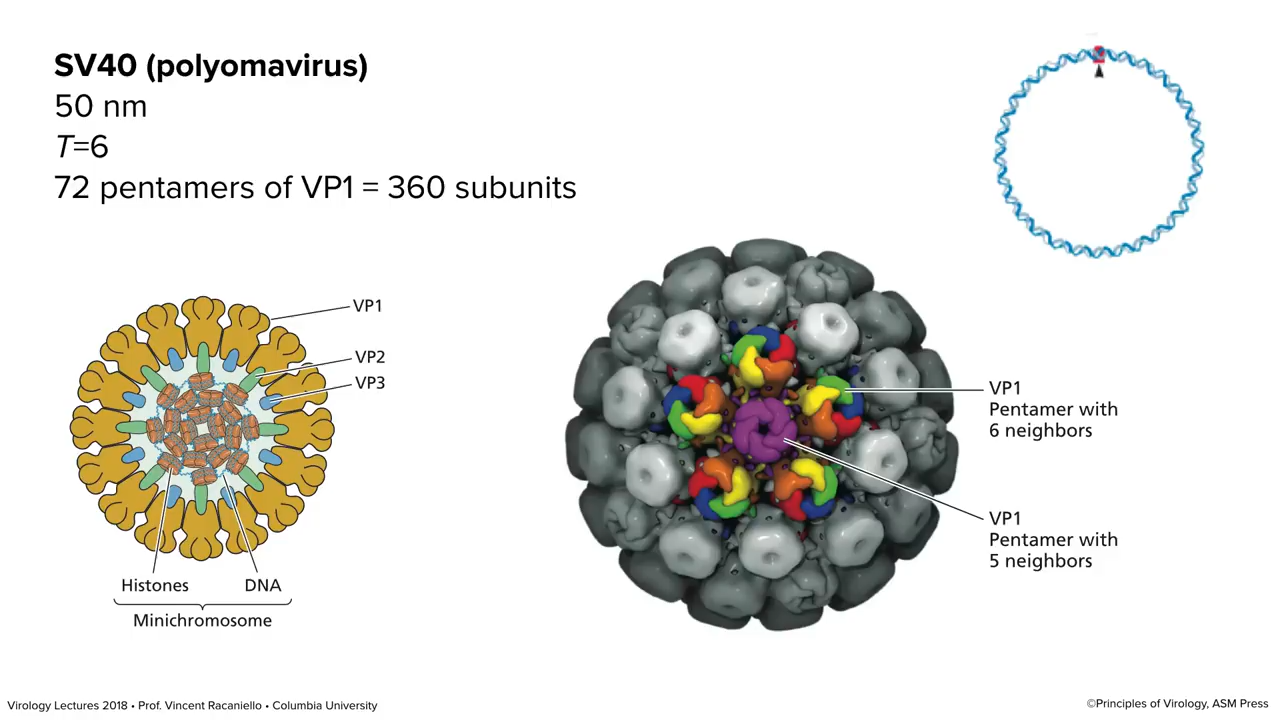 SV40 (polyomavirus)
50 nm
T=6
72 pentamers of VP1 = 360 subunits
VP1
VP2
VP3
Histones
DNA
Minichromosome
VP1
Pentamer with
6 neighbors
VP1
Pentamer with
5 neighbors
Virology Lectures 2018 • Prof. Vincent Racaniello • Columbia University
©Principles of Virology, ASM Press